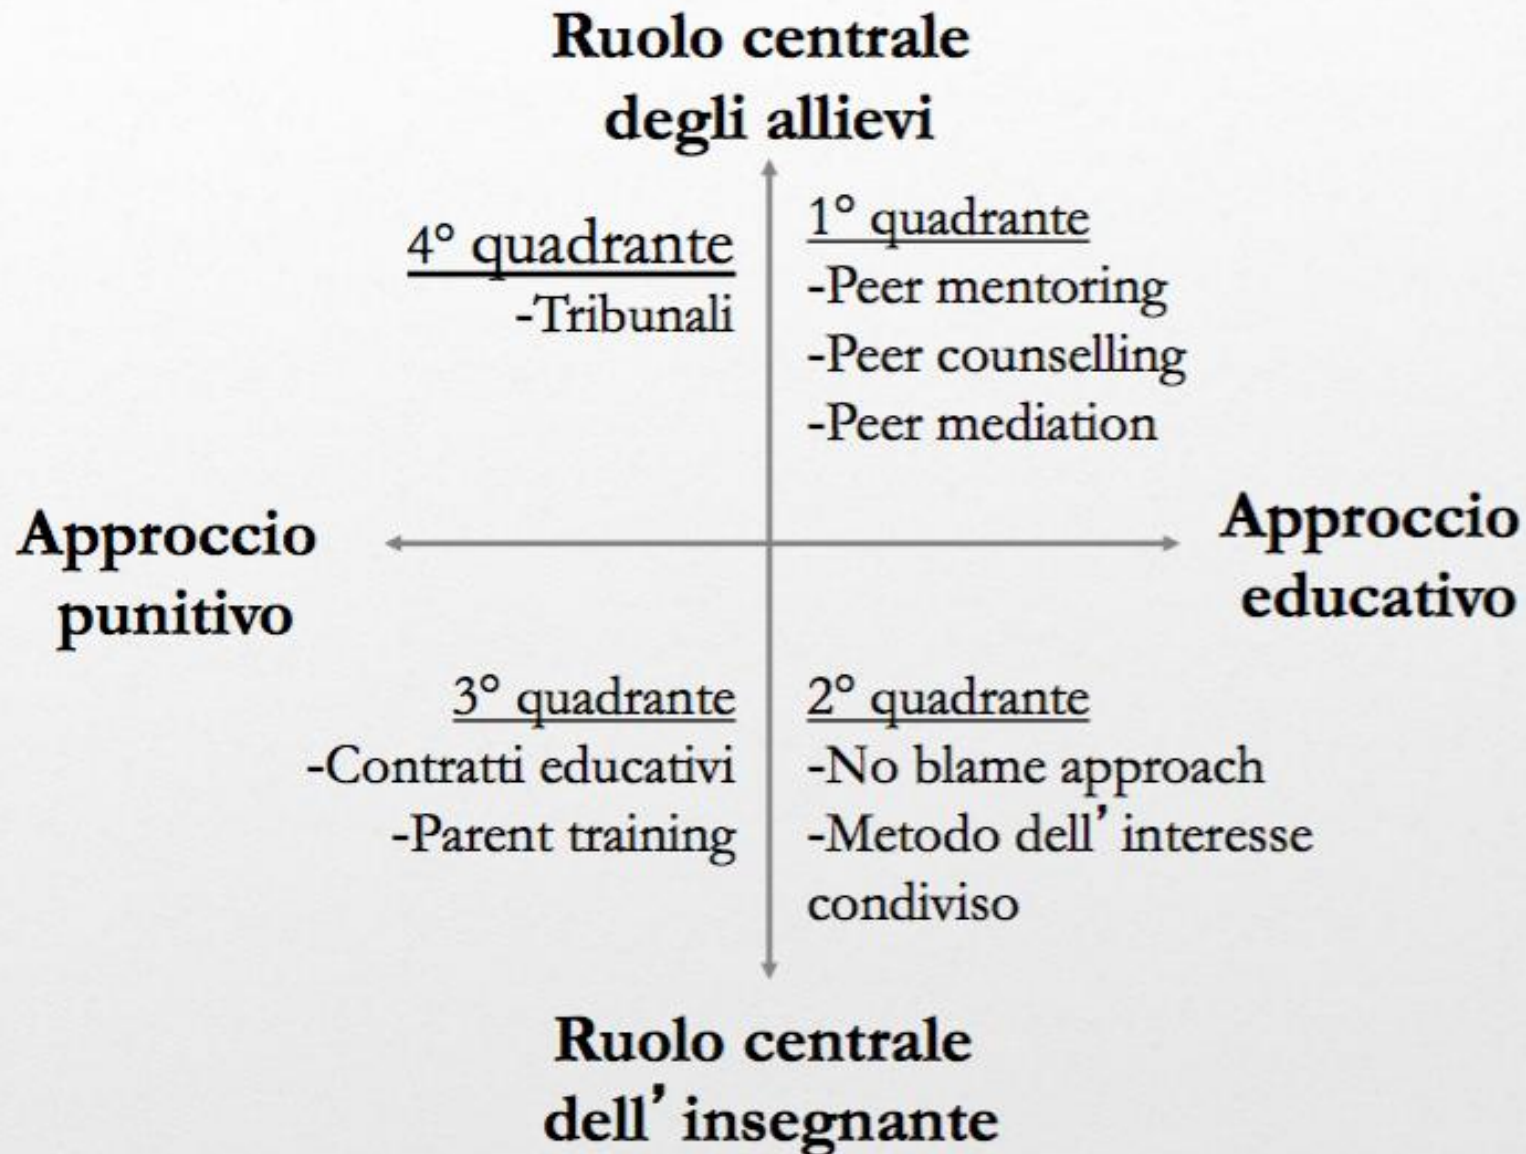 Ruolo centrale
degli allievi
4° quadrante
-Tribunali
1° quadrante
-Peer mentoring
-Peer counselling
-Peer mediation
Approccio
punitivo
Approccio
educativo
3° quadrante
-Contratti educativi
-Parent training
2° quadrante
-No blame approach
-Metodo dell’ interesse
condiviso
Ruolo centrale
dell’ insegnante